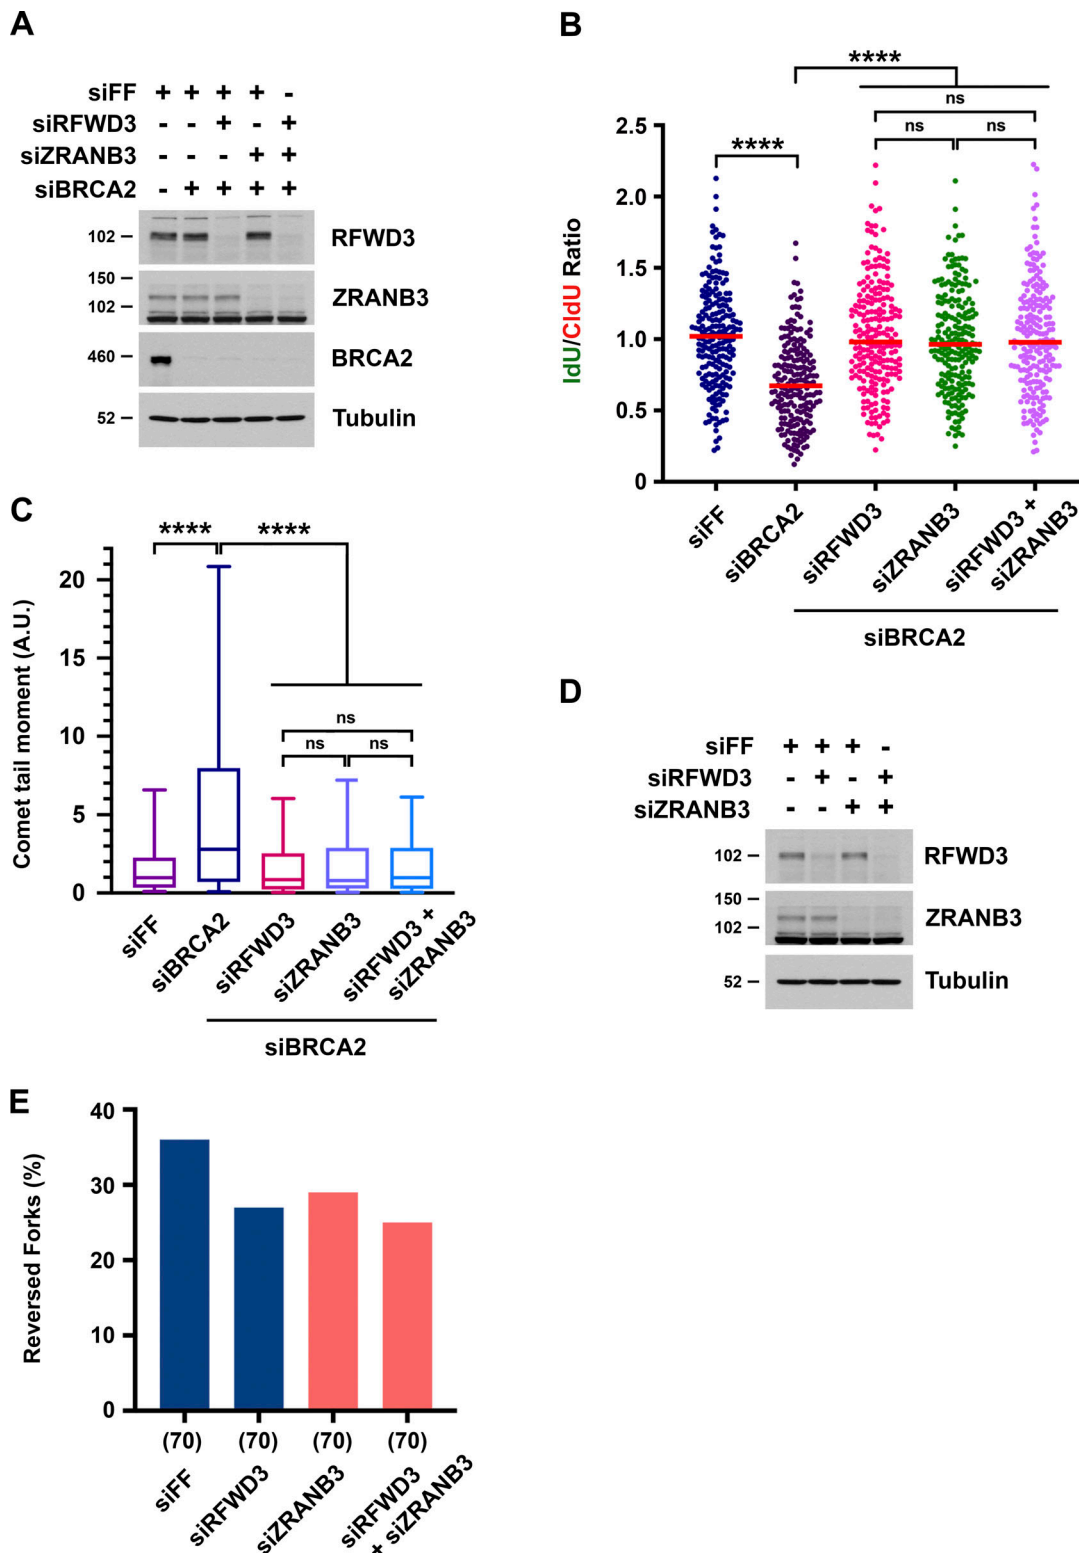 A
siFF + + + + -
siRFWD3 - - + - +
siZRANB3 - - - + +
siBRCA2 - + + + +
102 RFWD3
150
102 ZRANB3
460 BRCA2
52 Tubulin
B
****
ns
ns ns
****
IdU/CldU Ratio
2.5
2.0
1.5
1.0
0.5
0
siFF
siBRCA2
siRFWD3
siZRANB3
siRFWD3 +
siZRANB3
siBRCA2
C
**** ****
ns
ns ns
Comet tail moment (A.U.)
20
15
10
5
0
siFF
siBRCA2
siRFWD3
siZRANB3
siRFWD3 +
siZRANB3
siBRCA2
D
siFF + + + -
siRFWD3 - + - +
siZRANB3 - - + +
102 RFWD3
150
102 ZRANB3
52 Tubulin
E
Reversed Forks (%)
40
30
20
10
0
(70) (70) (70) (70)
siFF
siRFWD3
siZRANB3
siRFWD3
+ siZRANB3